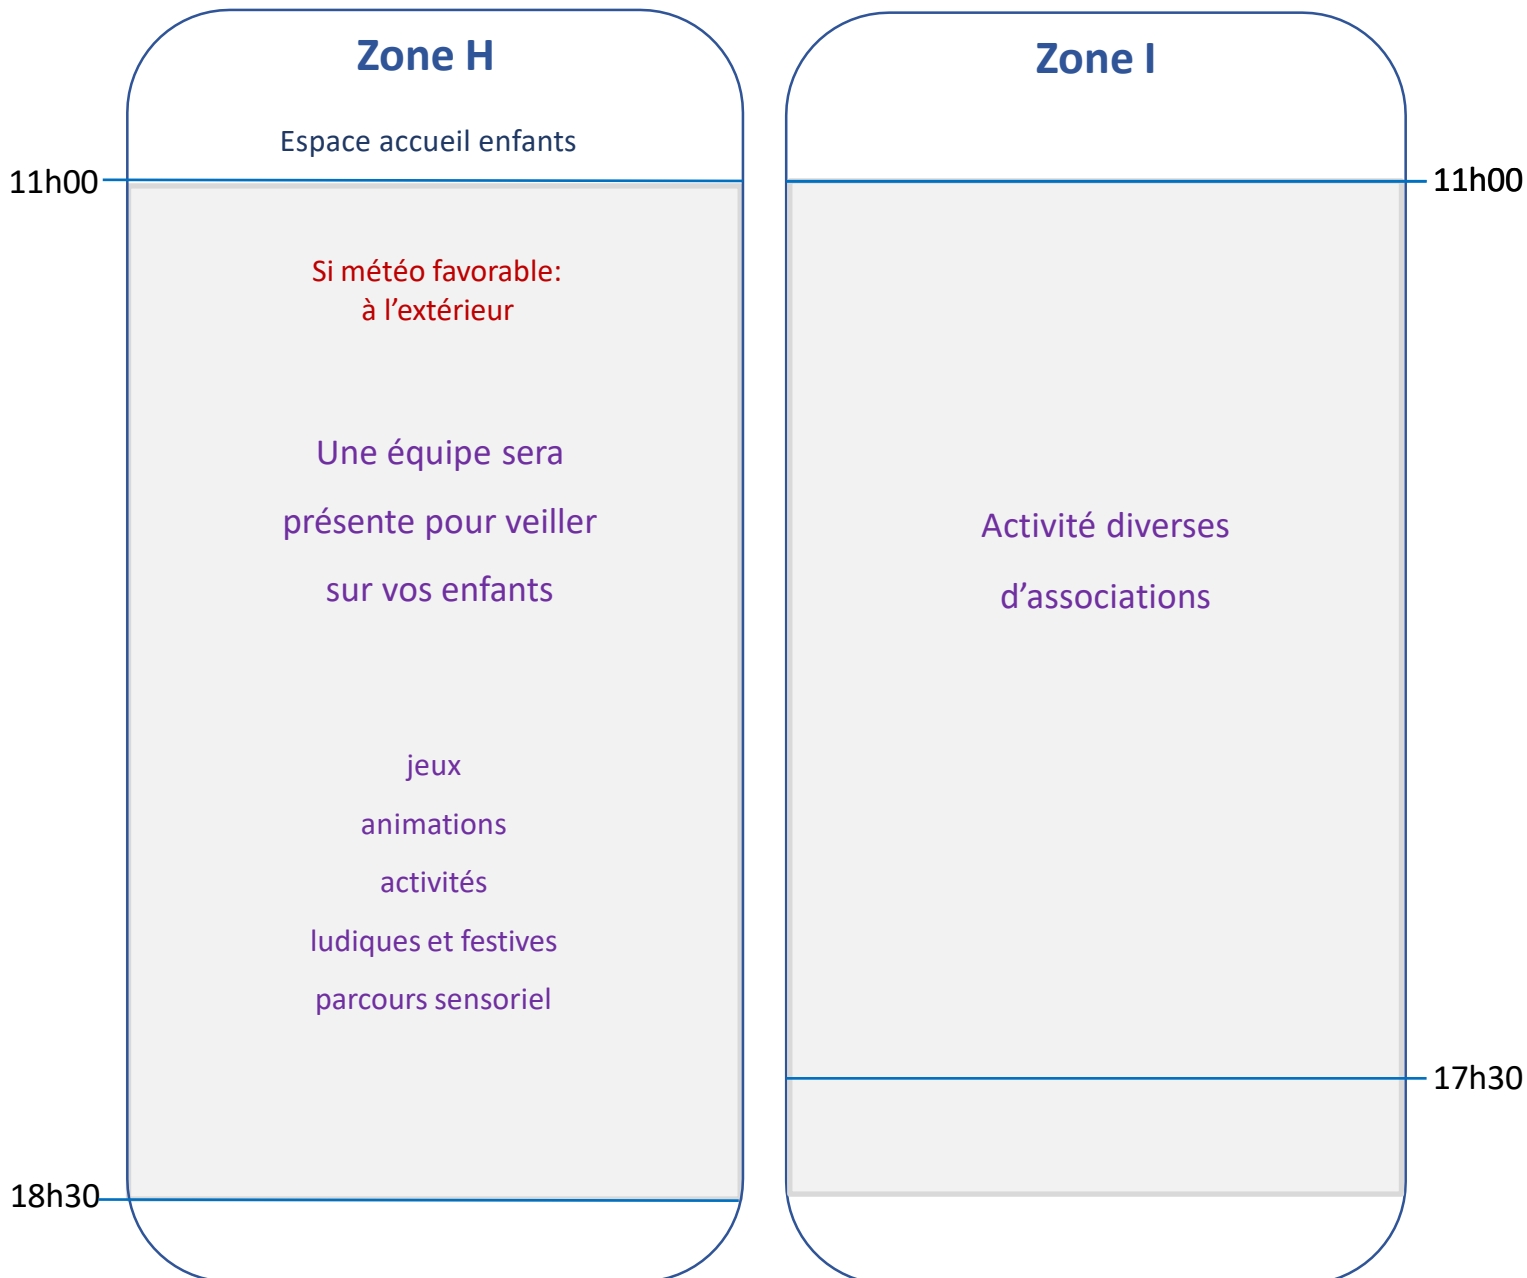 Zone H
Espace accueil enfants
11h00
Si météo favorable:
à l’extérieur
Une équipe sera
présente pour veiller
sur vos enfants
jeux
animations
activités
ludiques et festives
parcours sensoriel
18h30
Zone I
11h00
Activité diverses
d’associations
17h30